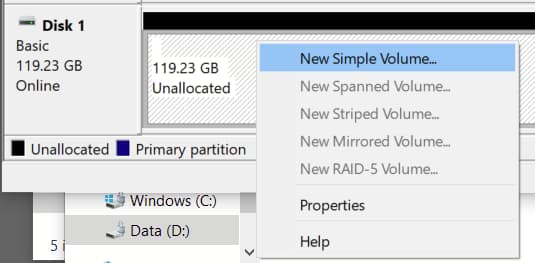 Disk 1
Basic
119.23 GB
Online
119.23 GB
Unallocated
New Simple Volume...
New Spanned Volume...
New Striped Volume...
New Mirrored Volume...
New RAID-5 Volume...
Properties
Help
Unallocated Primary partition
Windows (C:)
Data (D:)
5 i